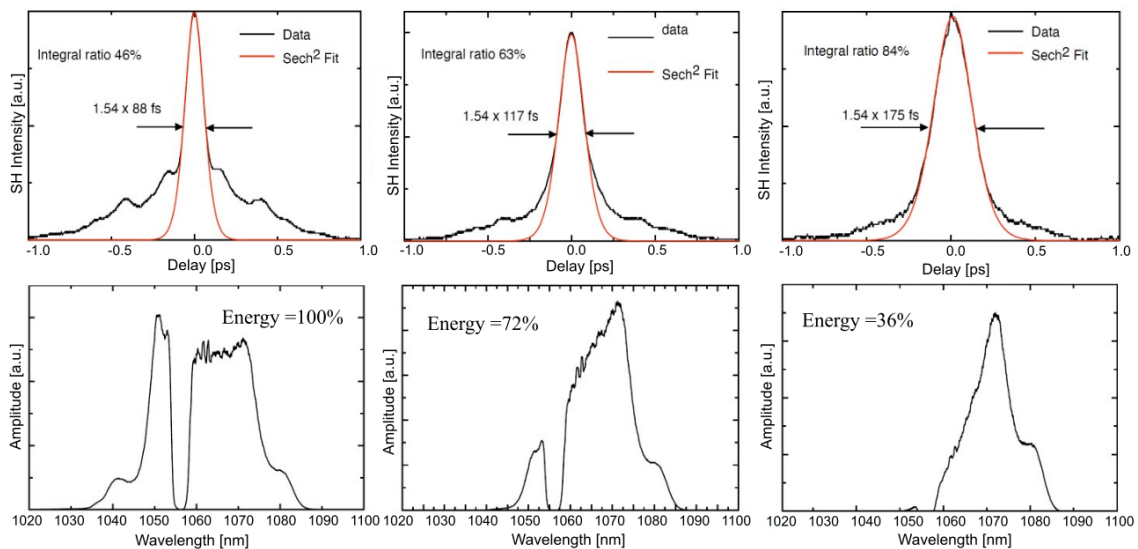 SH Intensity [a.u.]
Integral ratio 46%
Data
Sech² Fit
1.54 x 88 fs
-1.0 -0.5 0.0 0.5 1.0
Delay [ps]
SH Intensity [a.u.]
Integral ratio 63%
data
Sech² Fit
1.54 x 117 fs
-1.0 -0.5 0.0 0.5 1.0
Delay [ps]
SH Intensity [a.u.]
Integral ratio 84%
Data
Sech² Fit
1.54 x 175 fs
-1.0 -0.5 0.0 0.5 1.0
Delay [ps]
Amplitude [a.u.]
Energy =100%
1020 1030 1040 1050 1060 1070 1080 1090 1100
Wavelength [nm]
Amplitude [a.u.]
Energy =72%
1020 1030 1040 1050 1060 1070 1080 1090 1100
Wavelength [nm]
Amplitude [a.u.]
Energy =36%
1020 1030 1040 1050 1060 1070 1080 1090 1100
Wavelength [nm]